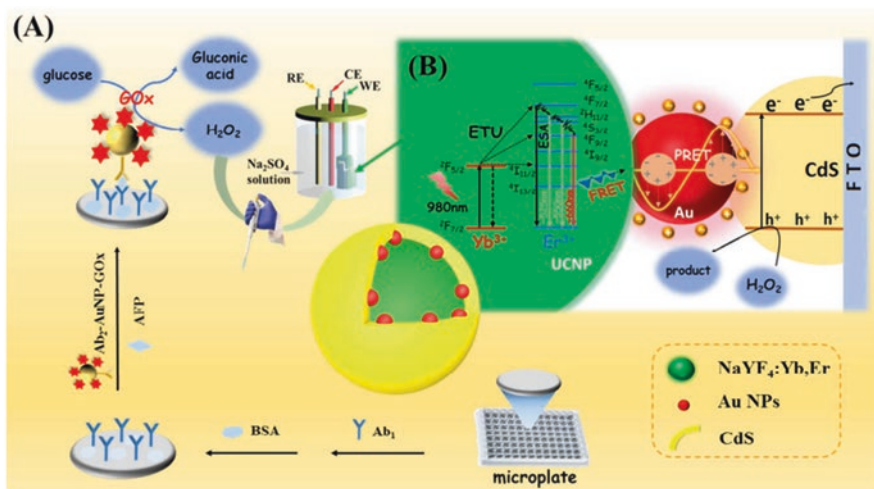 (A)
glucose
Gluconic
acid
GOx
H₂O₂
RE
CE
WE
Na₂SO₄
solution
Ab₂-AuNP-GOx
AFP
BSA
Ab₁
microplate
(B)
ETU
ESA
²F₅/₂
²F₇/₂
980nm
Yb³⁺
⁴F₅/₂
⁴F₇/₂
²H₁₁/₂
⁴S₃/₂
⁴F₉/₂
⁴I₉/₂
⁴I₁₁/₂
⁴I₁₃/₂
Er³⁺
UCNP
FRET
PRET
Au
e⁻ e⁻ e⁻
CdS
h⁺ h⁺ h⁺
FTO
product
H₂O₂
NaYF₄:Yb,Er
Au NPs
CdS